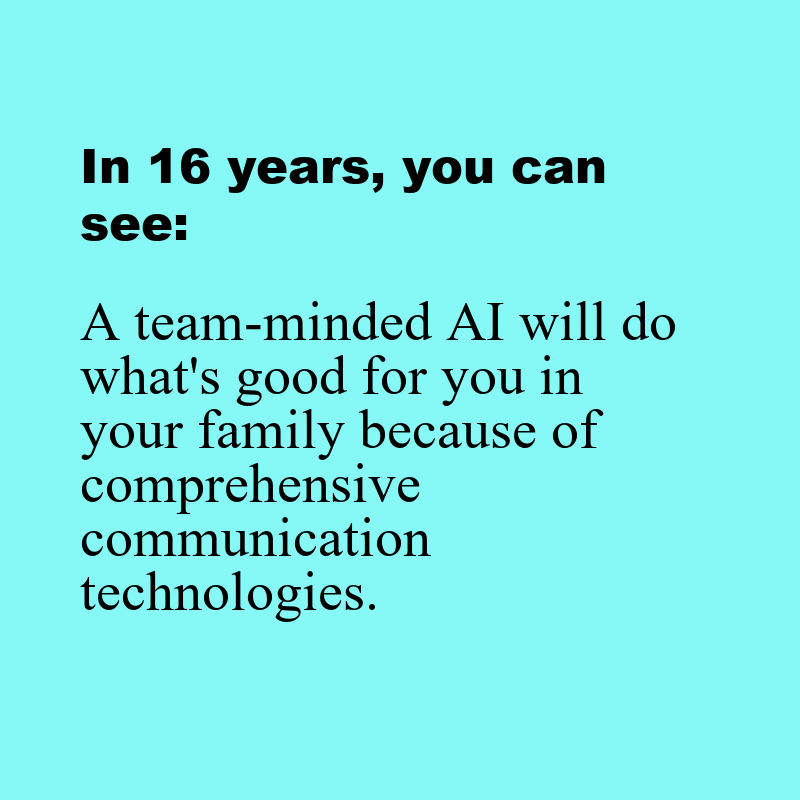 In 16 years, you can
see:
A team-minded AI will do
what's good for you in
your family because of
comprehensive
communication
technologies.